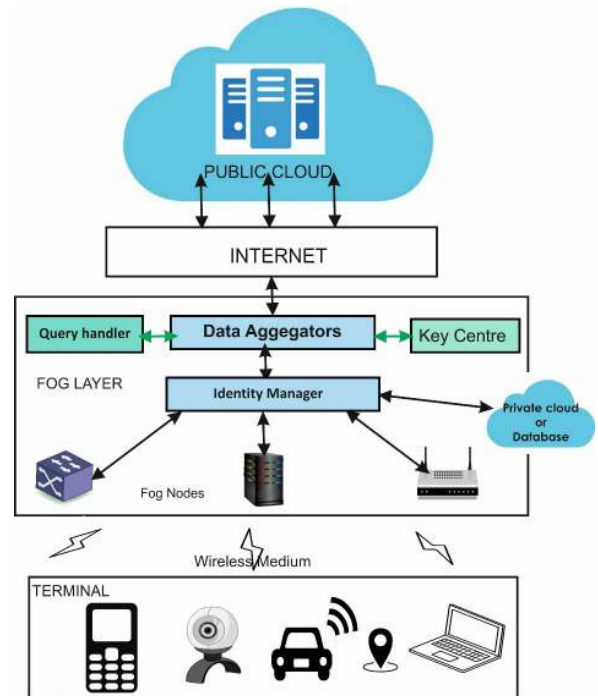 PUBLIC CLOUD
INTERNET
Query handler
Data Aggegators
Key Centre
FOG LAYER
Identity Manager
Private cloud
or
Database
Fog Nodes
Wireless Medium
TERMINAL